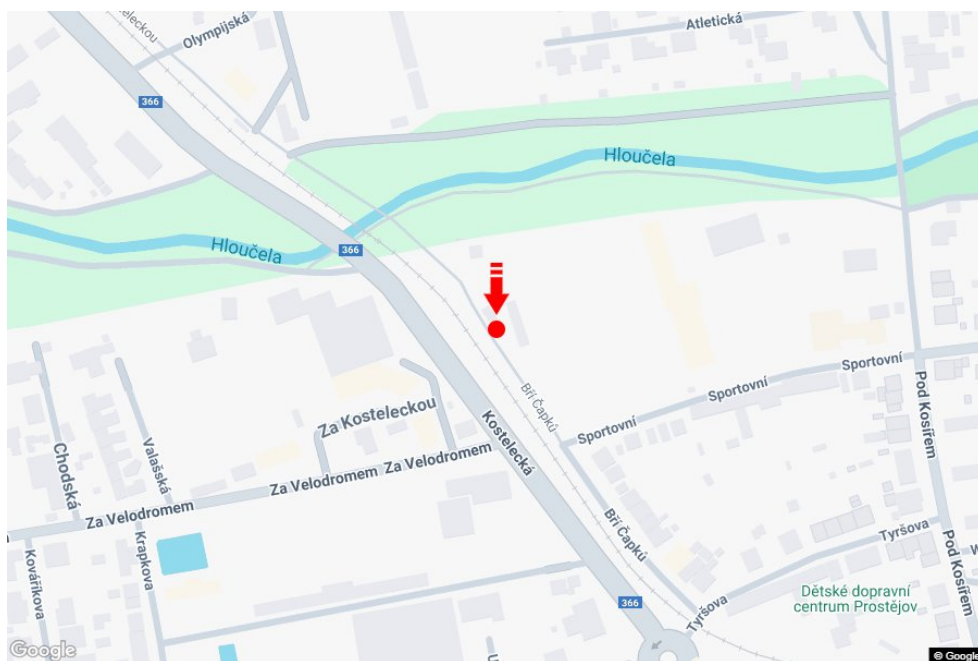 eleckou
Olympijská
Atletická
366
Hloučela
Hloučela
366
Bří Čapků
Sportovní
Sportovní
Sportovní
Pod Kosířem
Za Kosteleckou
Kostelecká
Chodská
Valašská
Za Velodromem
Za Velodromem
Za Velodromem
Kováříkova
Krapkova
Bří Čapků
Tyršova
Pod Kosířem
W
Dětské dopravní
centrum Prostějov
366
Tyršova
U
Google
© Google